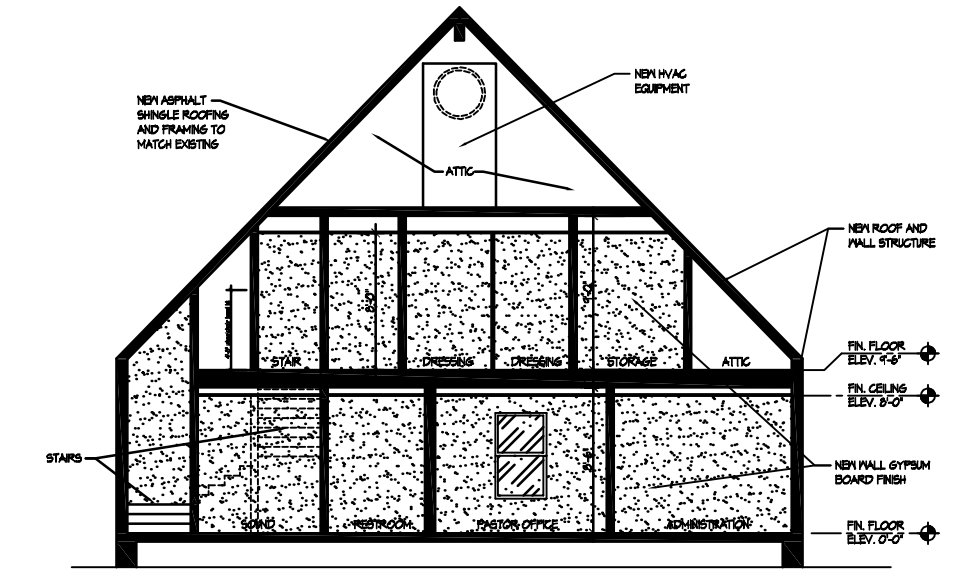 NEW HVAC
EQUIPMENT
NEW ASPHALT
SHINGLE ROOFING
AND FRAMING TO
MATCH EXISTING
ATTIC
NEW ROOF AND
WALL STRUCTURE
8'-0"
STAIR
DRESSING
DRESSING
STORAGE
ATTIC
FIN. FLOOR
ELEV. 9'-6"
FIN. CEILING
ELEV. 8'-0"
STAIRS
NEW WALL GYPSUM
BOARD FINISH
SOUND
RESTROOM
PASTOR OFFICE
ADMINISTRATION
FIN. FLOOR
ELEV. 0'-0"